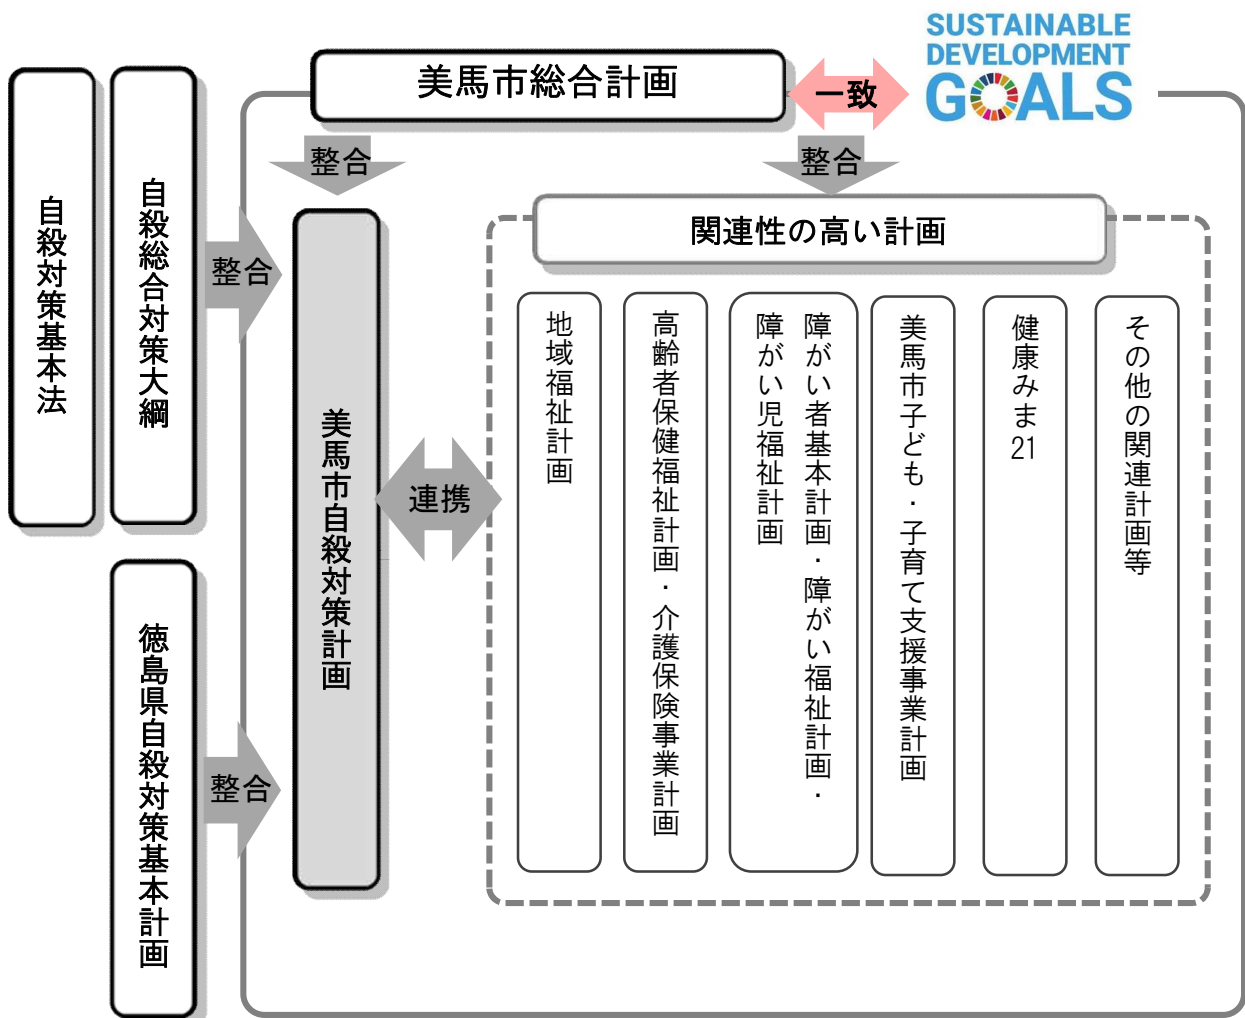 SUSTAINABLE
DEVELOPMENT
GOALS
美馬市総合計画
一致
整合
整合
自殺対策基本法
自殺総合対策大綱
整合
徳島県自殺対策基本計画
整合
美馬市自殺対策計画
連携
関連性の高い計画
地域福祉計画
高齢者保健福祉計画・介護保険事業計画
障がい者基本計画・障がい福祉計画・
障がい児福祉計画
美馬市子ども・子育て支援事業計画
健康みま21
その他の関連計画等